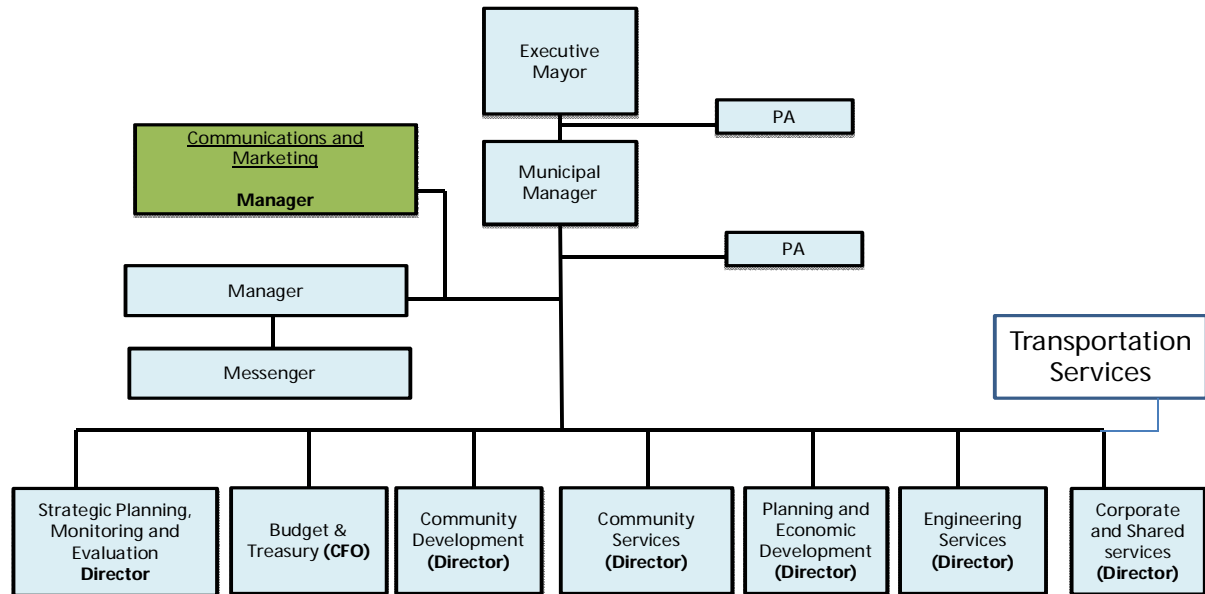 Executive
Mayor
PA
Communications and
Marketing
Manager
Municipal
Manager
PA
Manager
Messenger
Transportation
Services
Strategic Planning,
Monitoring and
Evaluation
Director
Budget &
Treasury (CFO)
Community
Development
(Director)
Community
Services
(Director)
Planning and
Economic
Development
(Director)
Engineering
Services
(Director)
Corporate
and Shared
services
(Director)